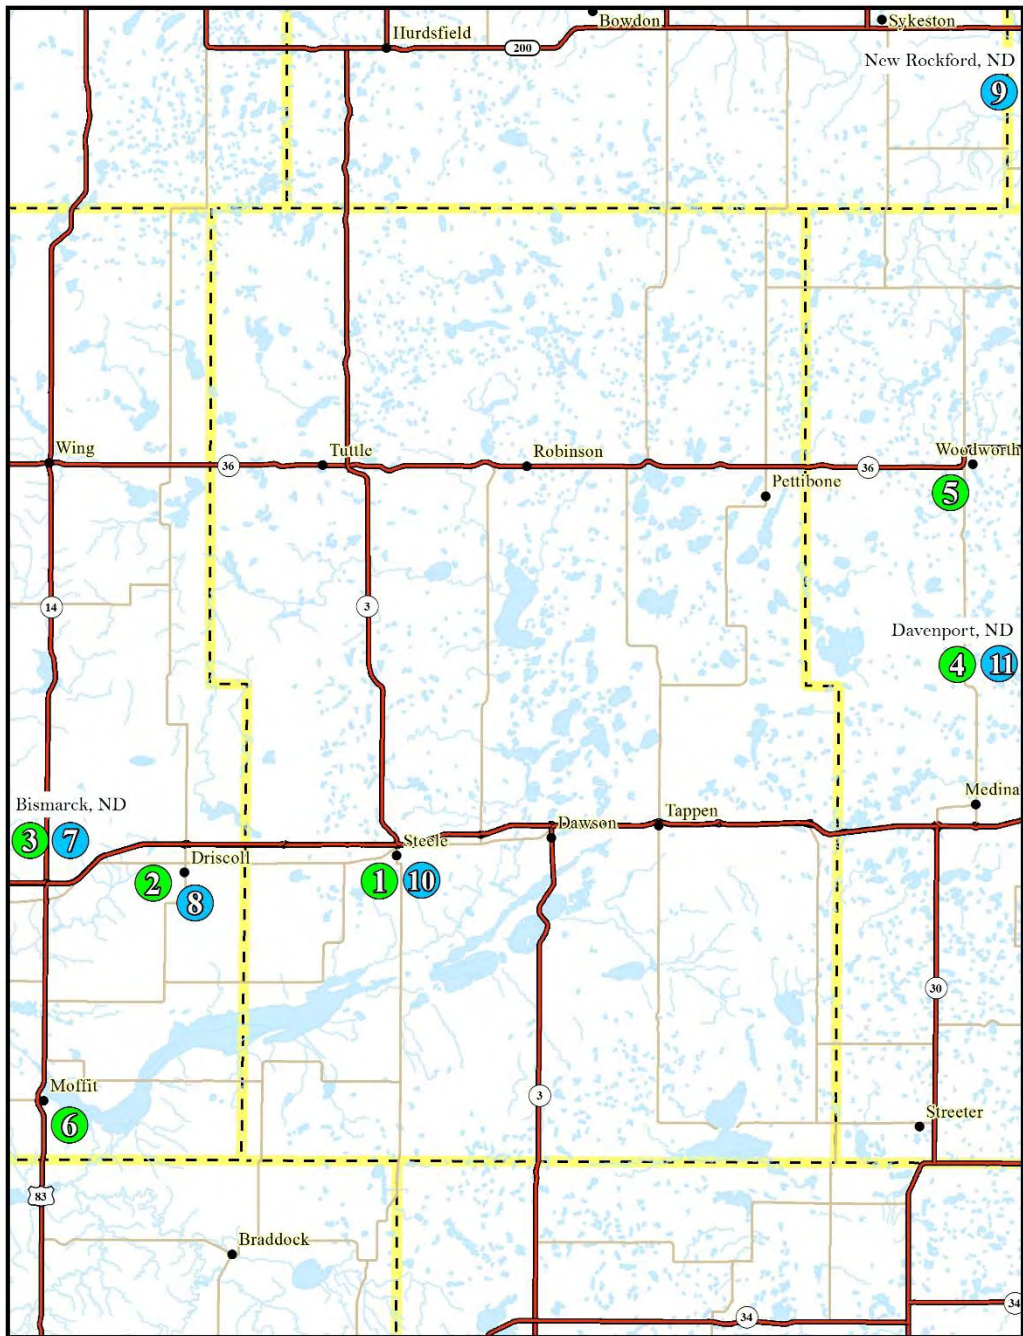 Bowdon
Sykeston
Hurdsfield
200
New Rockford, ND
9
Wing
Tuttle
Robinson
Woodworth
36
36
Pettibone
5
14
3
Davenport, ND
4 11
Medina
Bismarck, ND
Tappen
Dawson
3 7
Steele
Driscoll
2
1 10
8
30
Moffit
3
Streeter
6
83
Braddock
34
34